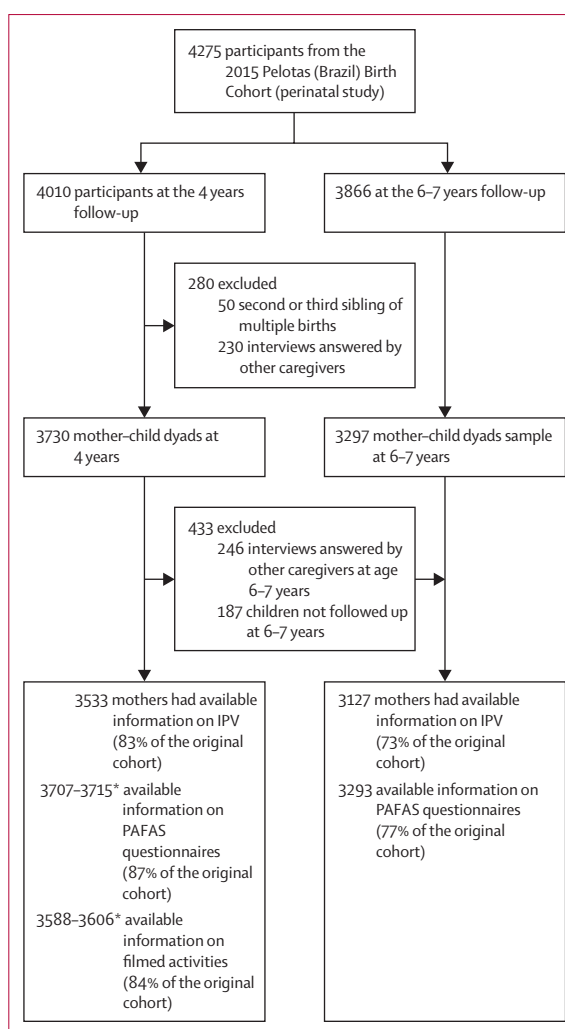 4275 participants from the
2015 Pelotas (Brazil) Birth
Cohort (perinatal study)
4010 participants at the 4 years
follow-up
3866 at the 6–7 years follow-up
280 excluded
50 second or third sibling of
multiple births
230 interviews answered by
other caregivers
3730 mother–child dyads at
4 years
3297 mother–child dyads sample
at 6–7 years
433 excluded
246 interviews answered by
other caregivers at age
6–7 years
187 children not followed up
at 6–7 years
3533 mothers had available
information on IPV
(83% of the original
cohort)
3707–3715* available
information on
PAFAS
questionnaires
(87% of the original
cohort)
3588–3606* available
information on
filmed activities
(84% of the original
cohort)
3127 mothers had available
information on IPV
(73% of the original
cohort)
3293 available information on
PAFAS questionnaires
(77% of the original
cohort)